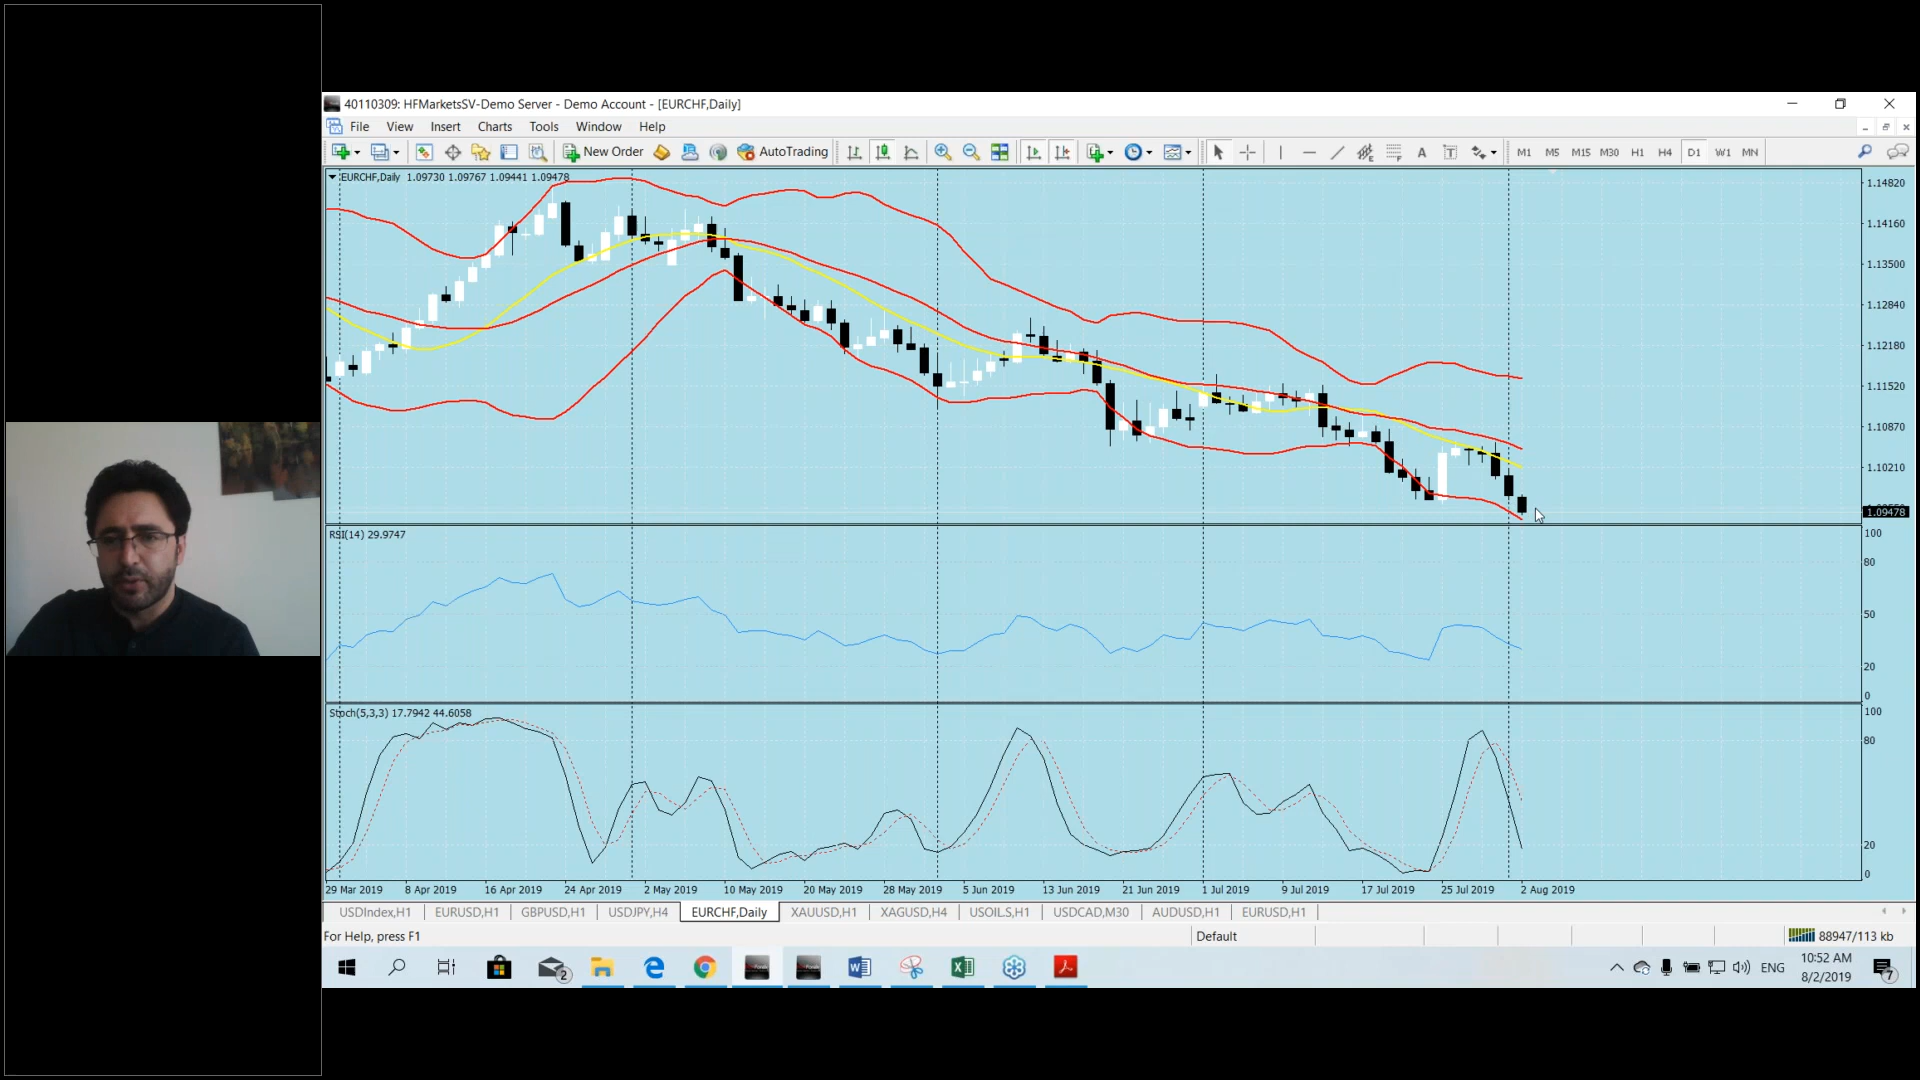 40110309: HFMarketsSV-Demo Server - Demo Account - [EURCHF,Daily]
File View Insert Charts Tools Window Help
New Order AutoTrading M1 M5 M15 M30 H1 H4 D1 W1 MN
EURCHF,Daily 1.09730 1.09767 1.09441 1.09478
1.14820
1.14160
1.13500
1.12840
1.12180
1.11520
1.10870
1.10210
1.09478
RSI(14) 29.9747
100
80
50
20
0
Stoch(5,3,3) 17.7942 44.6058
100
80
20
0
29 Mar 2019 8 Apr 2019 16 Apr 2019 24 Apr 2019 2 May 2019 10 May 2019 20 May 2019 28 May 2019 5 Jun 2019 13 Jun 2019 21 Jun 2019 1 Jul 2019 9 Jul 2019 17 Jul 2019 25 Jul 2019 2 Aug 2019
USDIndex,H1 EURUSD,H1 GBPUSD,H1 USDJPY,H4 EURCHF,Daily XAUUSD,H1 XAGUSD,H4 USOIL.S,H1 USDCAD,M30 AUDUSD,H1 EURUSD,H1
For Help, press F1 Default 88947/113 kb
2 ENG 10:52 AM 7
8/2/2019